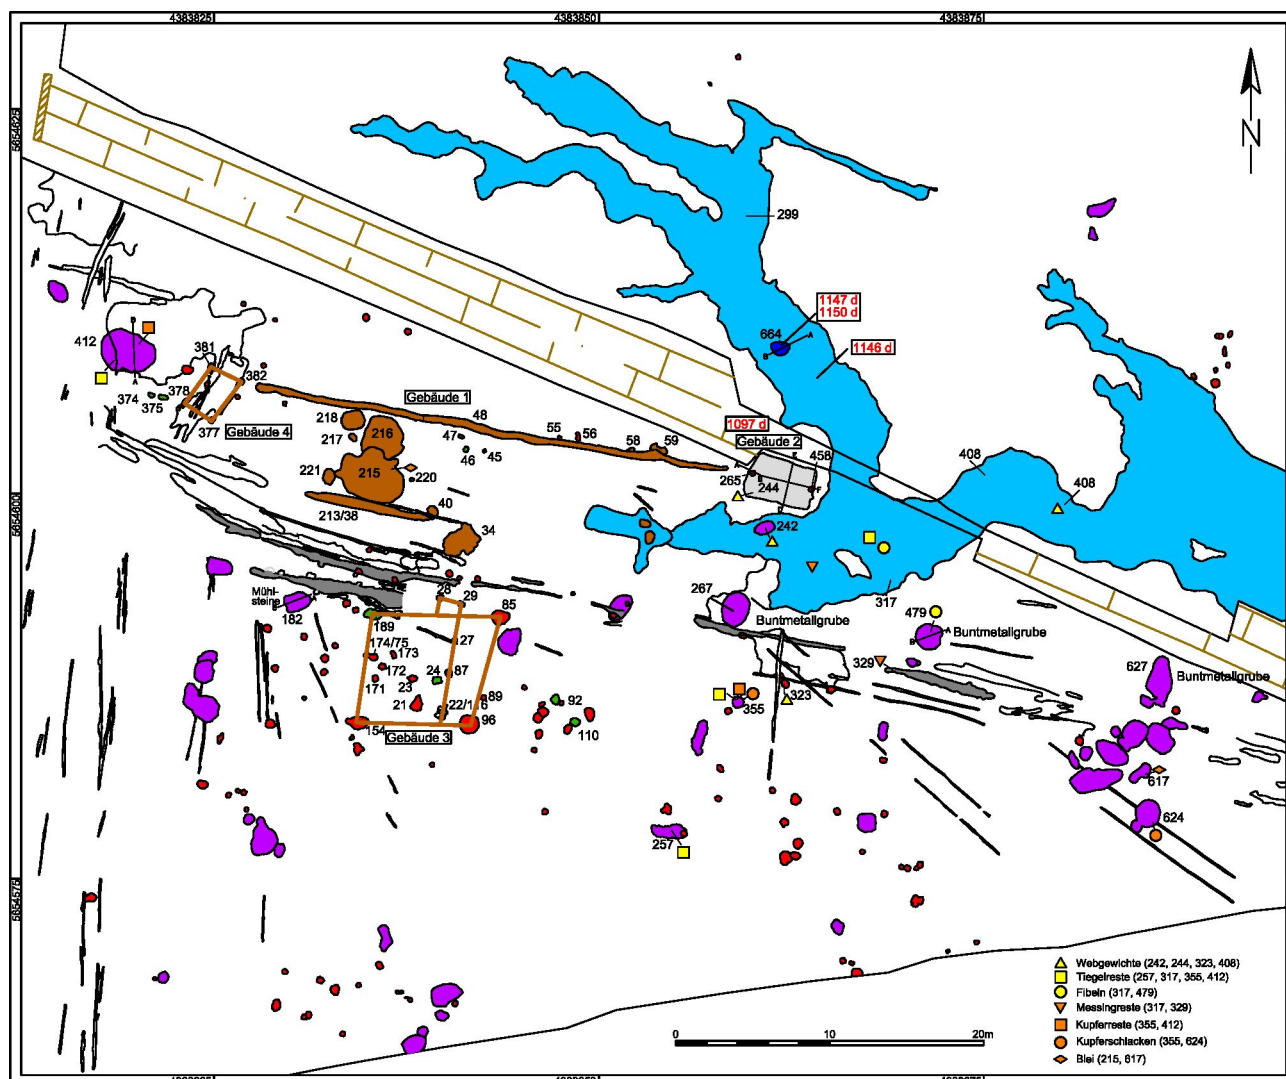 4383825
4383850
4383875
5654625
N
299
1147 d
1150 d
664
B
A
1146 d
412
B
A
381
382
378
374
375
377
Gebäude 4
Gebäude 1
48
218
217
216
47
46
45
55
56
58
59
221
215
220
1097 d
Gebäude 2
458
265
244
408
408
5654600
213/38
40
34
242
317
Mühl-
steine
182
28
29
85
267
Buntmetallgrube
479
B
A
Buntmetallgrube
189
174/75
173
27
172
171
24
87
23
21
89
22/1
6
96
154
Gebäude 3
92
110
329
323
355
627
Buntmetallgrube
617
624
257
5654575
Webgewichte (242, 244, 323, 408)
Tiegelreste (257, 317, 355, 412)
Fibeln (317, 479)
Messingreste (317, 329)
Kupferreste (355, 412)
Kupferschlacken (355, 624)
Blei (215, 617)
0
10
20m